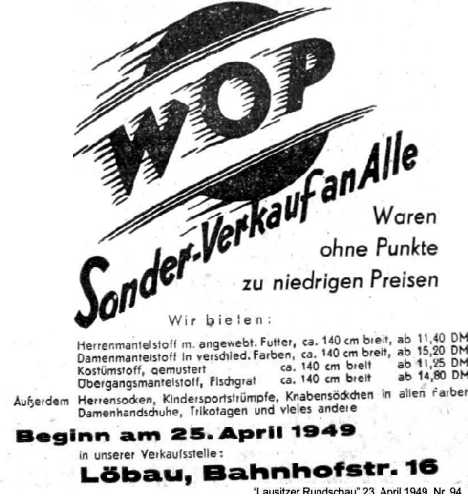 WOP
Sonder-Verkauf an Alle
Waren
ohne Punkte
zu niedrigen Preisen
Wir bieten:
Herrenmantelstoff m. angewebt. Futter, ca. 140 cm breit, ab 11,40 DM
Damenmantelstoff in verschied. Farben, ca. 140 cm breit, ab 15,20 DM
Kostümstoff, gemustert ca. 140 cm breit ab 11,25 DM
Übergangsmantelstoff, Fischgrat ca. 140 cm breit ab 14,80 DM
Außerdem Herrensocken, Kindersportstrümpfe, Knabensöckchen in allen Farben
Damenhandschuhe, Trikotagen und vieles andere
Beginn am 25. April 1949
in unserer Verkaufsstelle:
Löbau, Bahnhofstr. 16
"Lausitzer Rundschau" 23. April 1949, Nr. 94